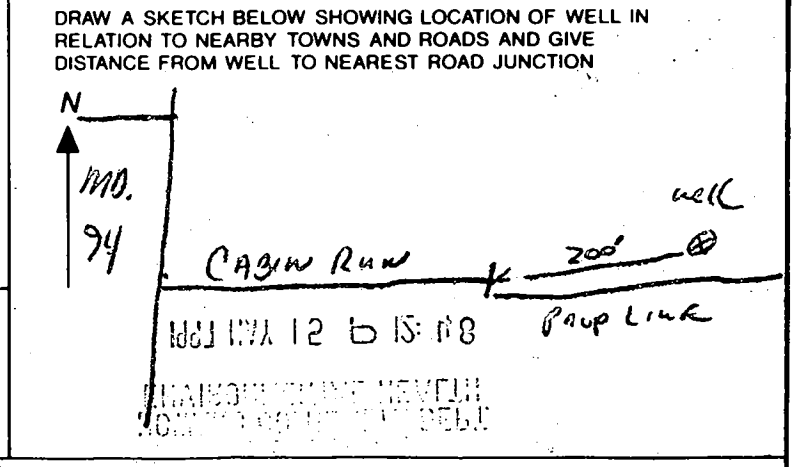 DRAW A SKETCH BELOW SHOWING LOCATION OF WELL IN
RELATION TO NEARBY TOWNS AND ROADS AND GIVE
DISTANCE FROM WELL TO NEAREST ROAD JUNCTION
N
MD.
94
well
200'
CABIN RUN
Prop Line